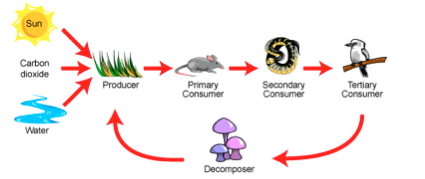 Sun
Carbon
dioxide
Water
Producer
Primary
Consumer
Secondary
Consumer
Tertiary
Consumer
Decomposer